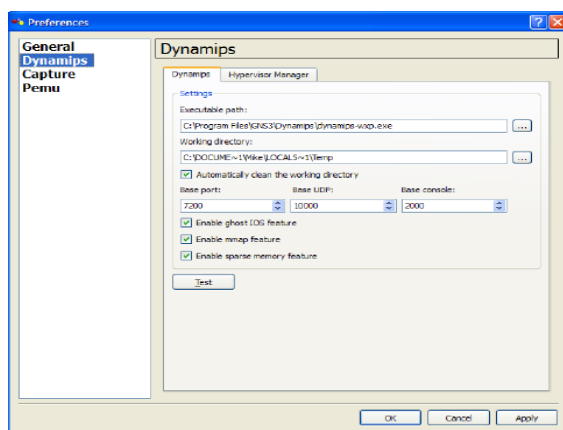 Preferences
General
Dynamips
Capture
Pemu
Dynamips
Dynamips Hypervisor Manager
Settings
Executable path:
C:\Program Files\GNS3\Dynamips\dynamips-wxp.exe ...
Working directory:
C:\DOCUME~1\Mike\LOCALS~1\Temp ...
Automatically clean the working directory
Base port: Base UDP: Base console:
7200 10000 2000
Enable ghost IOS feature
Enable mmap feature
Enable sparse memory feature
Test
OK Cancel Apply